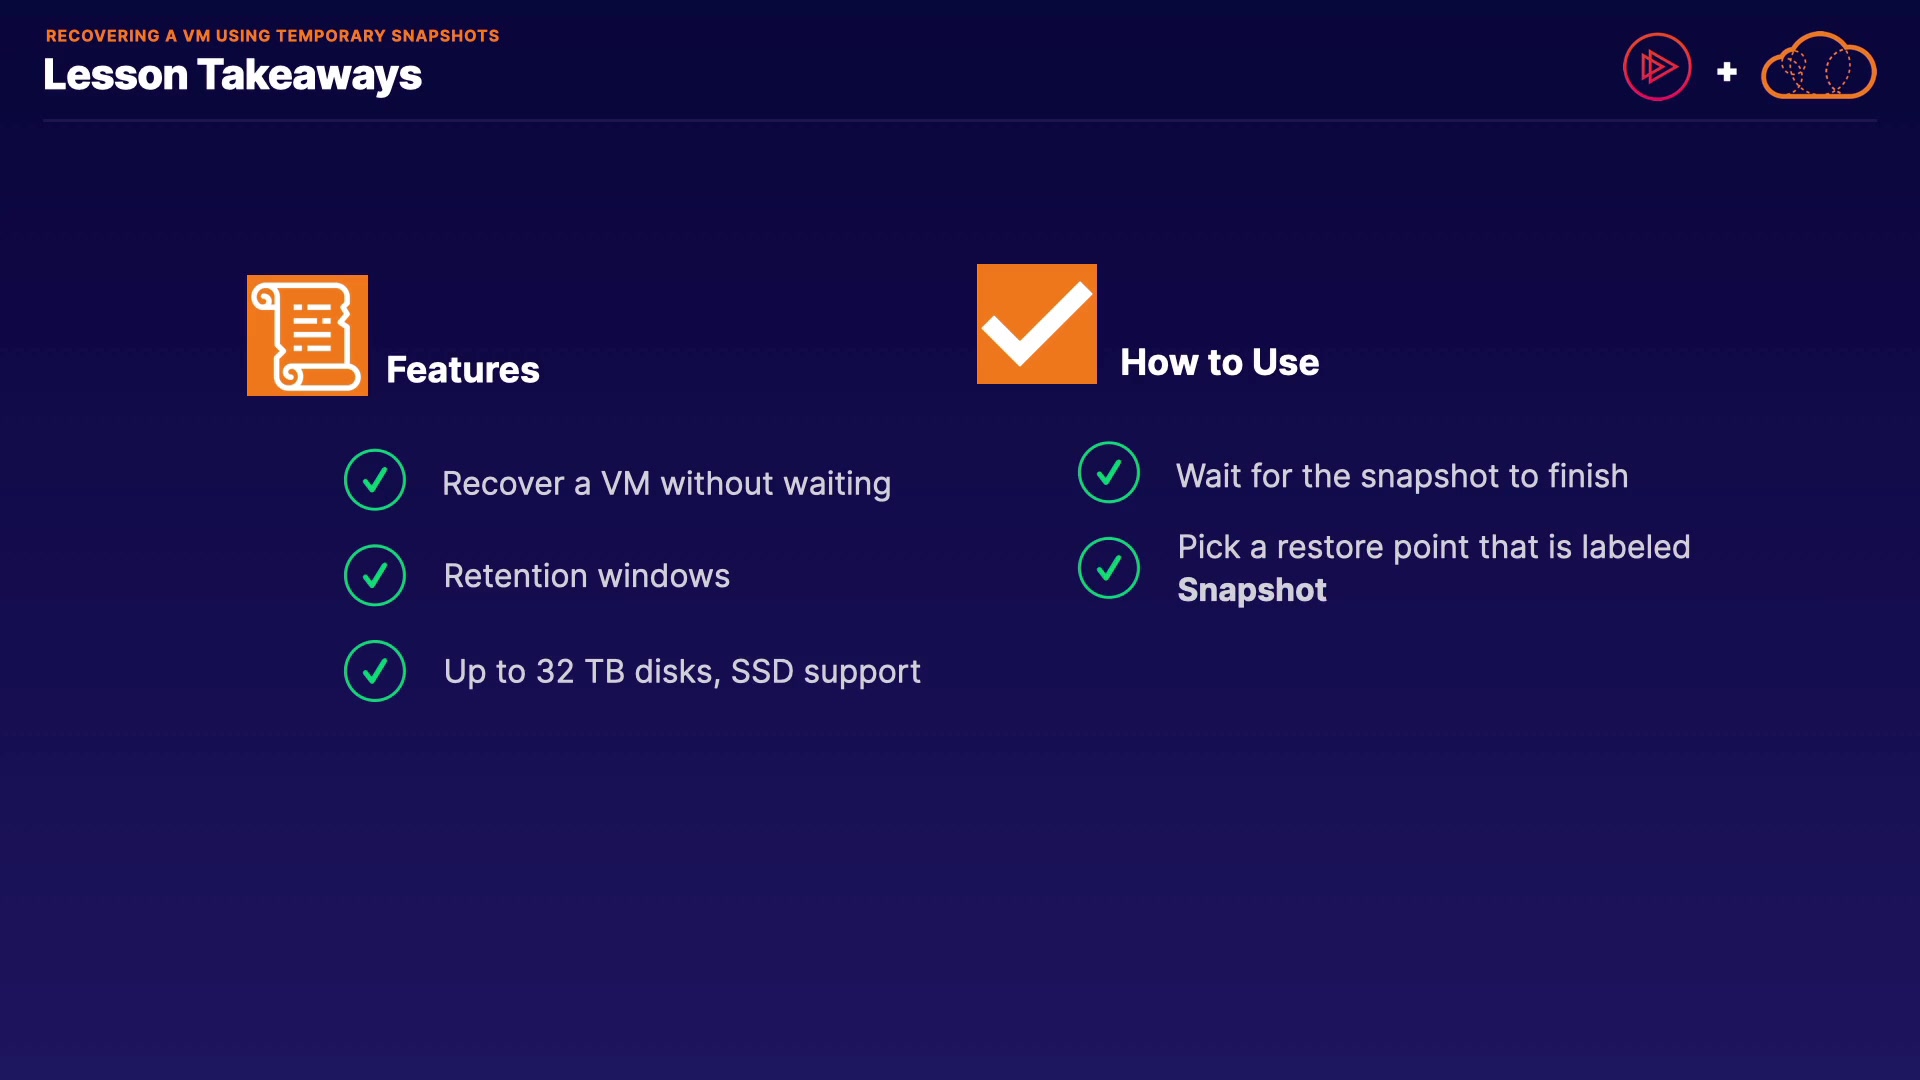 RECOVERING A VM USING TEMPORARY SNAPSHOTS
Lesson Takeaways
Features
Recover a VM without waiting
Retention windows
Up to 32 TB disks, SSD support
How to Use
Wait for the snapshot to finish
Pick a restore point that is labeled
Snapshot